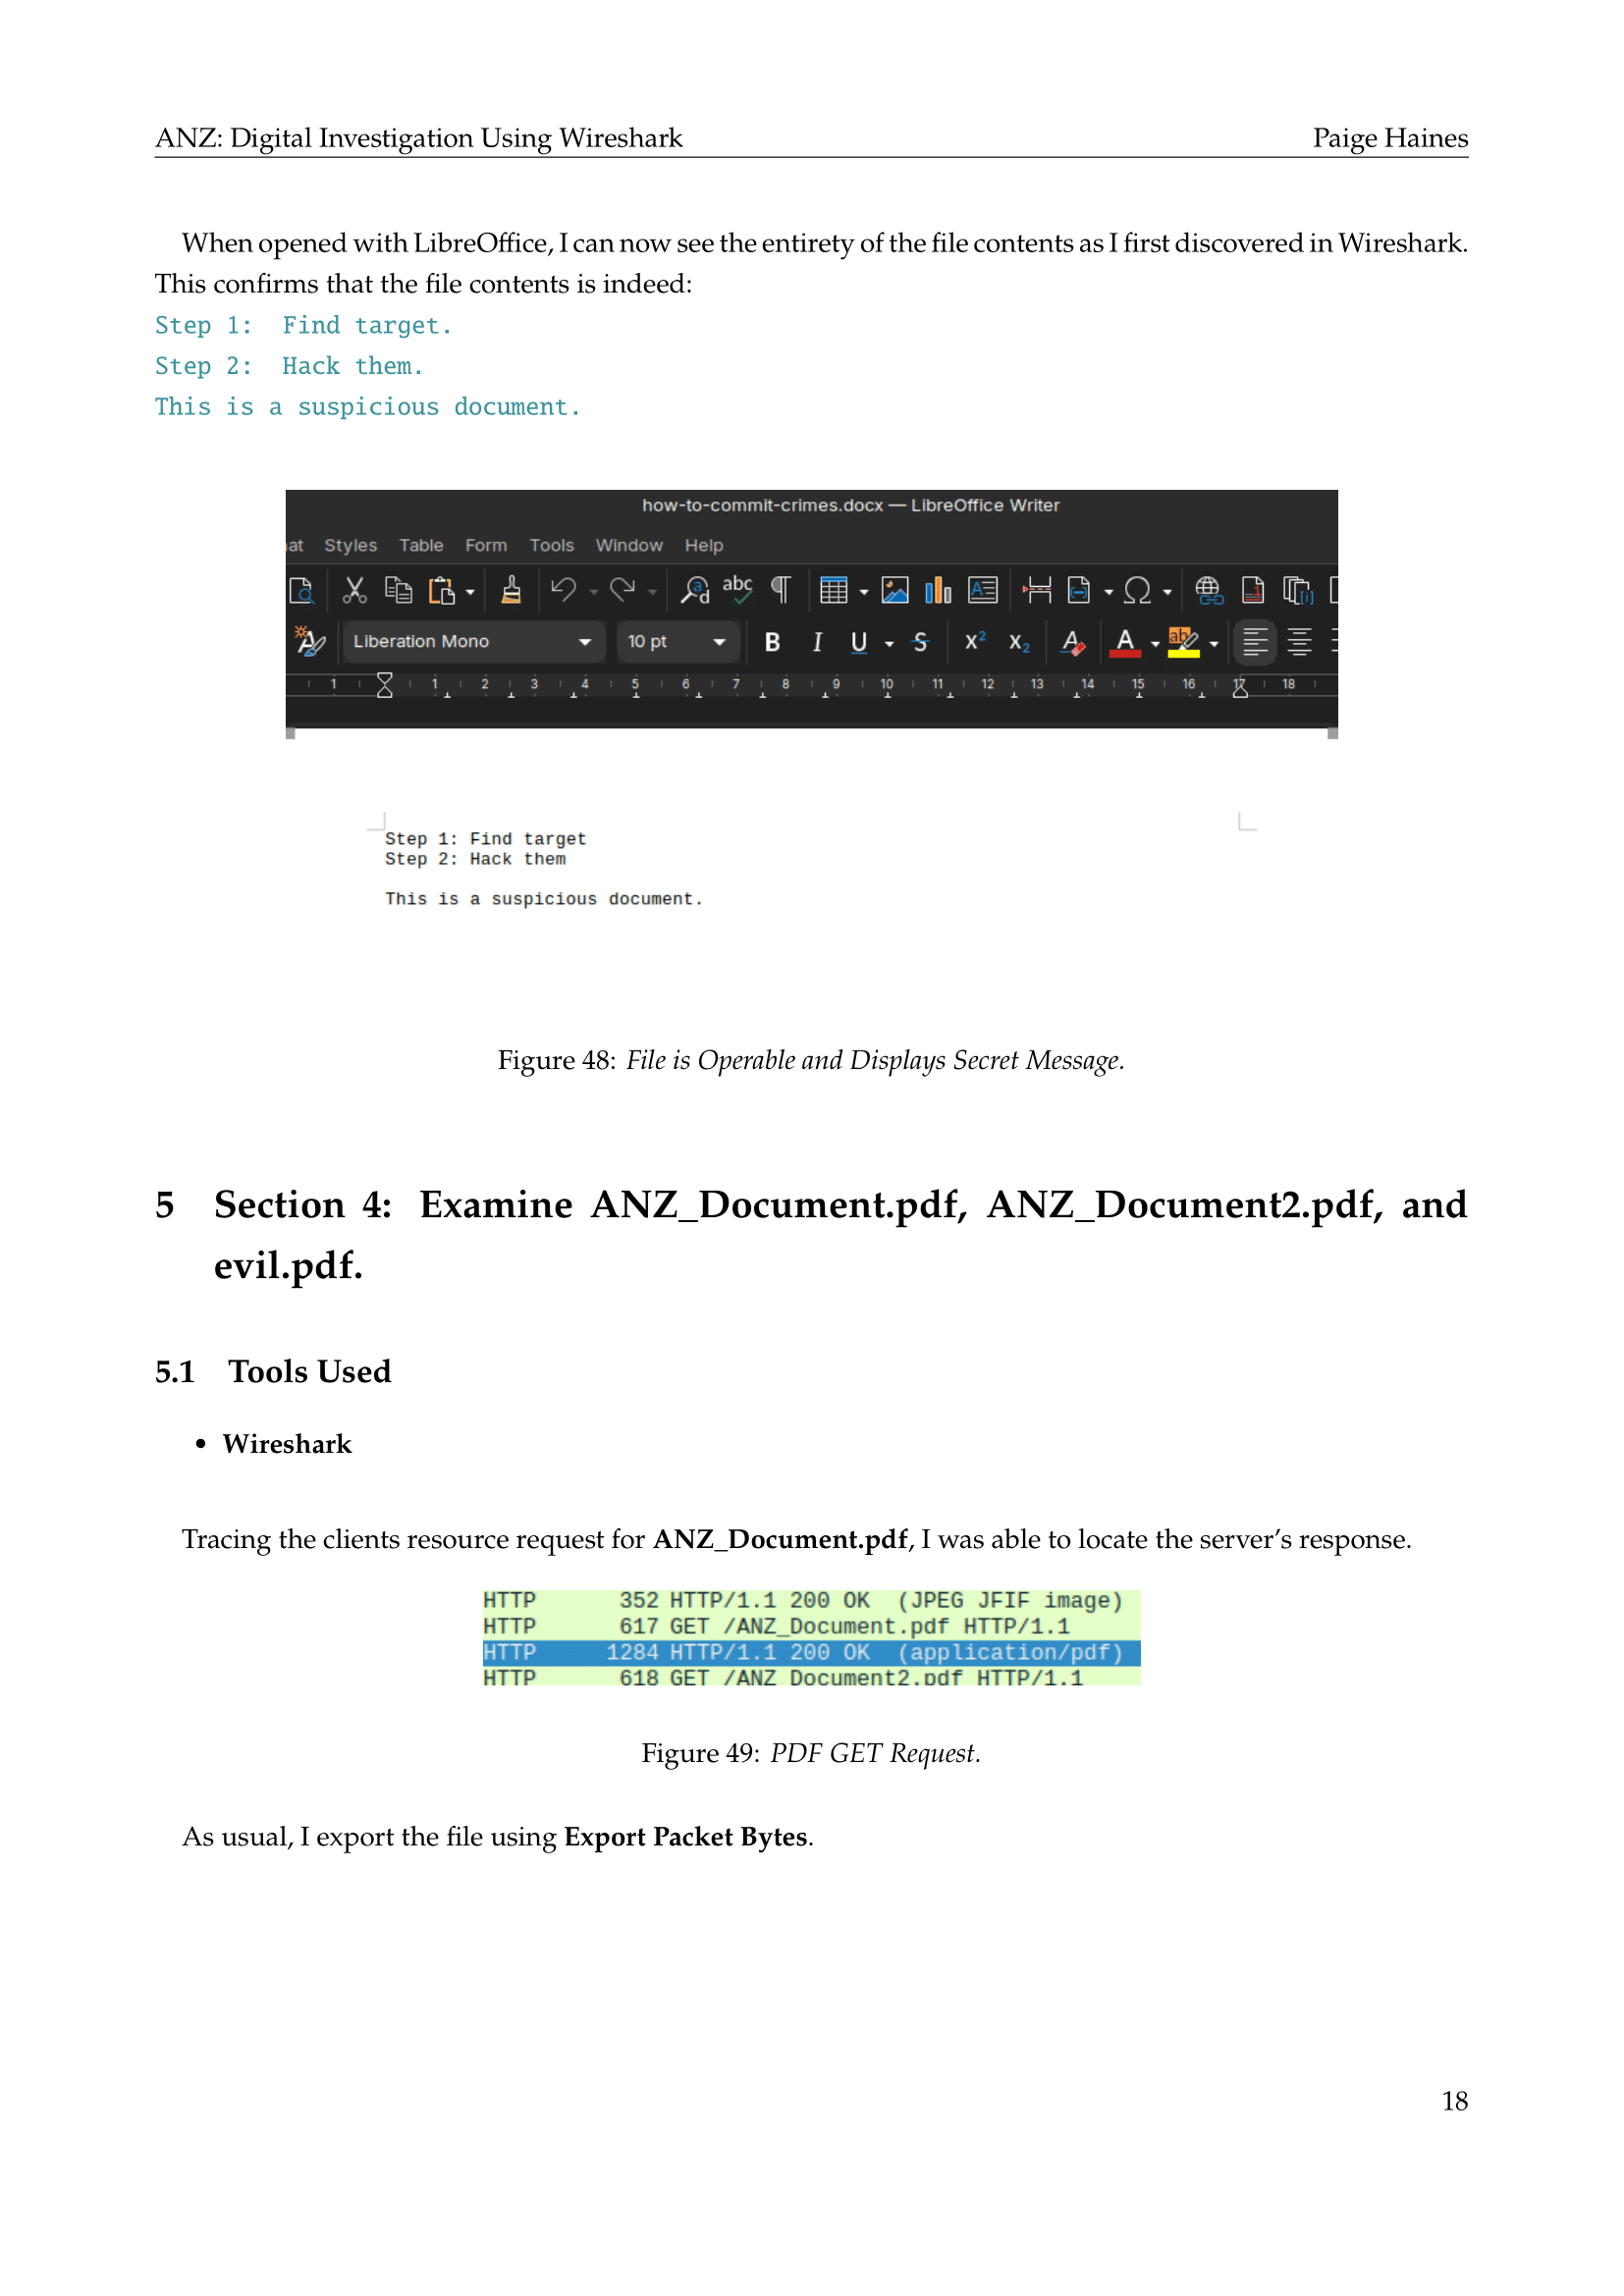 ANZ: Digital Investigation Using Wireshark Paige Haines
When opened with LibreOffice, I can now see the entirety of the file contents as I first discovered in Wireshark.
This confirms that the file contents is indeed:
Step 1: Find target.
Step 2: Hack them.
This is a suspicious document.
how-to-commit-crimes.docx — LibreOffice Writer
at Styles Table Form Tools Window Help
abc
Liberation Mono 10 pt B I U S X² X₂ A A ab
1 1 2 3 4 5 6 7 8 9 10 11 12 13 14 15 16 17 18
Step 1: Find target
Step 2: Hack them
This is a suspicious document.
Figure 48: File is Operable and Displays Secret Message.
5 Section 4: Examine ANZ_Document.pdf, ANZ_Document2.pdf, and
evil.pdf.
5.1 Tools Used
• Wireshark
Tracing the clients resource request for ANZ_Document.pdf, I was able to locate the server's response.
HTTP 352 HTTP/1.1 200 OK (JPEG JFIF image)
HTTP 617 GET /ANZ_Document.pdf HTTP/1.1
HTTP 1284 HTTP/1.1 200 OK (application/pdf)
HTTP 618 GET /ANZ_Document2.pdf HTTP/1.1
Figure 49: PDF GET Request.
As usual, I export the file using Export Packet Bytes.
18